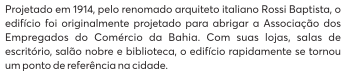 Projetado em 1914, pelo renomado arquiteto italiano Rossi Baptista, o
edifício foi originalmente projetado para abrigar a Associação dos
Empregados do Comércio da Bahia. Com suas lojas, salas de
escritório, salão nobre e biblioteca, o edifício rapidamente se tornou
um ponto de referência na cidade.